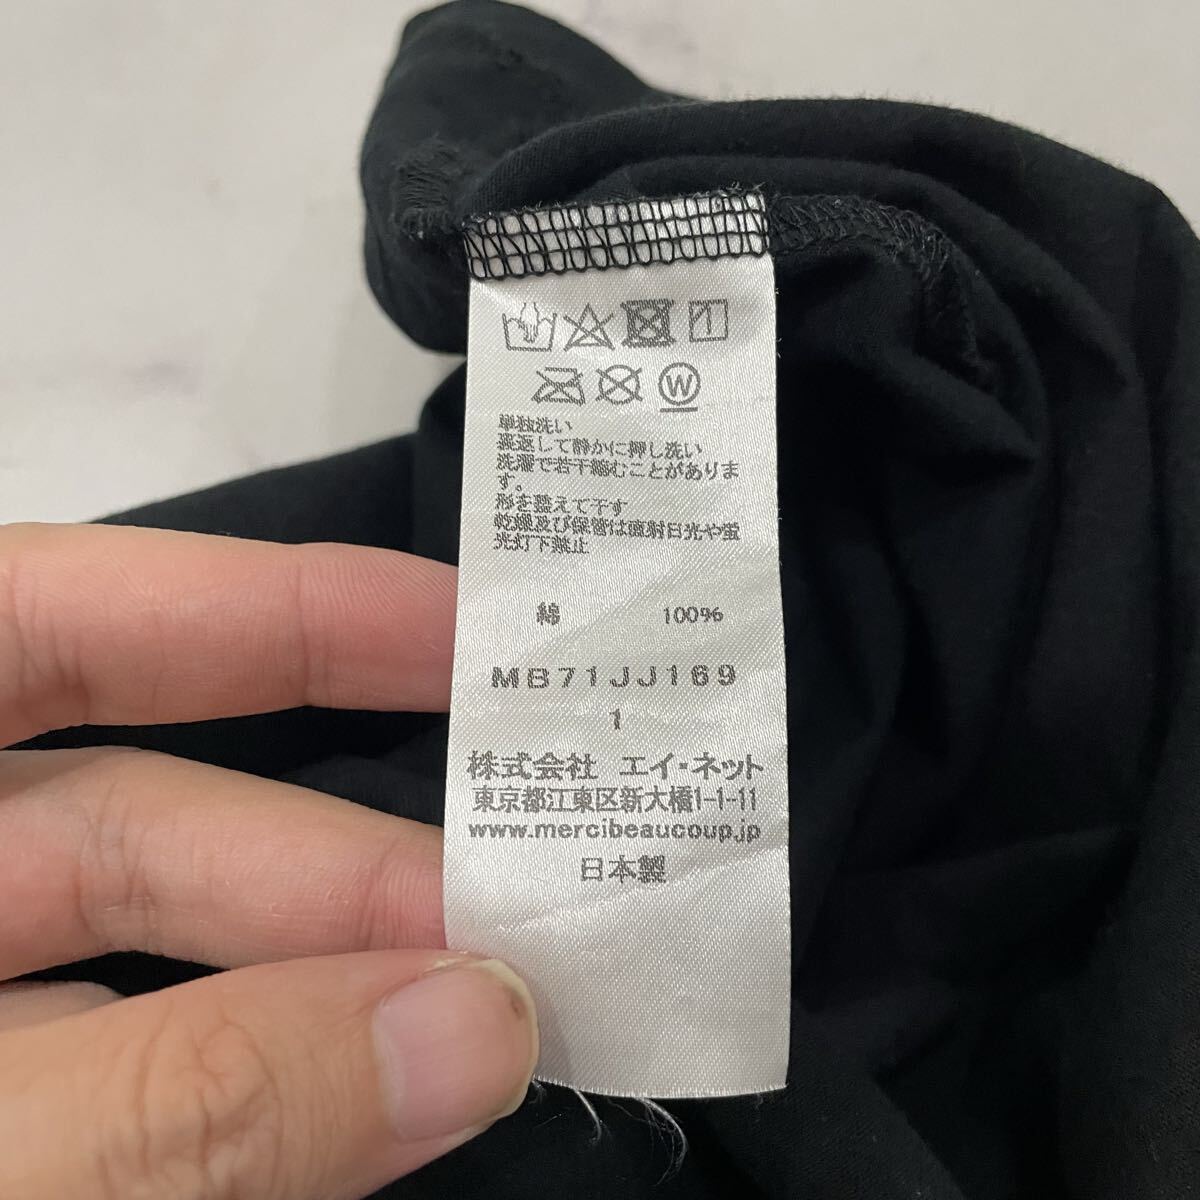 W
単独洗い
裏返して静かに押し洗い
洗濯で若干縮むことがありま
す。
形を整えて干す
乾燥及び保管は直射日光や蛍
光灯下禁止
綿 100%
MB71JJ169
1
株式会社 エイ・ネット
東京都江東区新大橋1-1-11
www.mercibeaucoup.jp
日本製